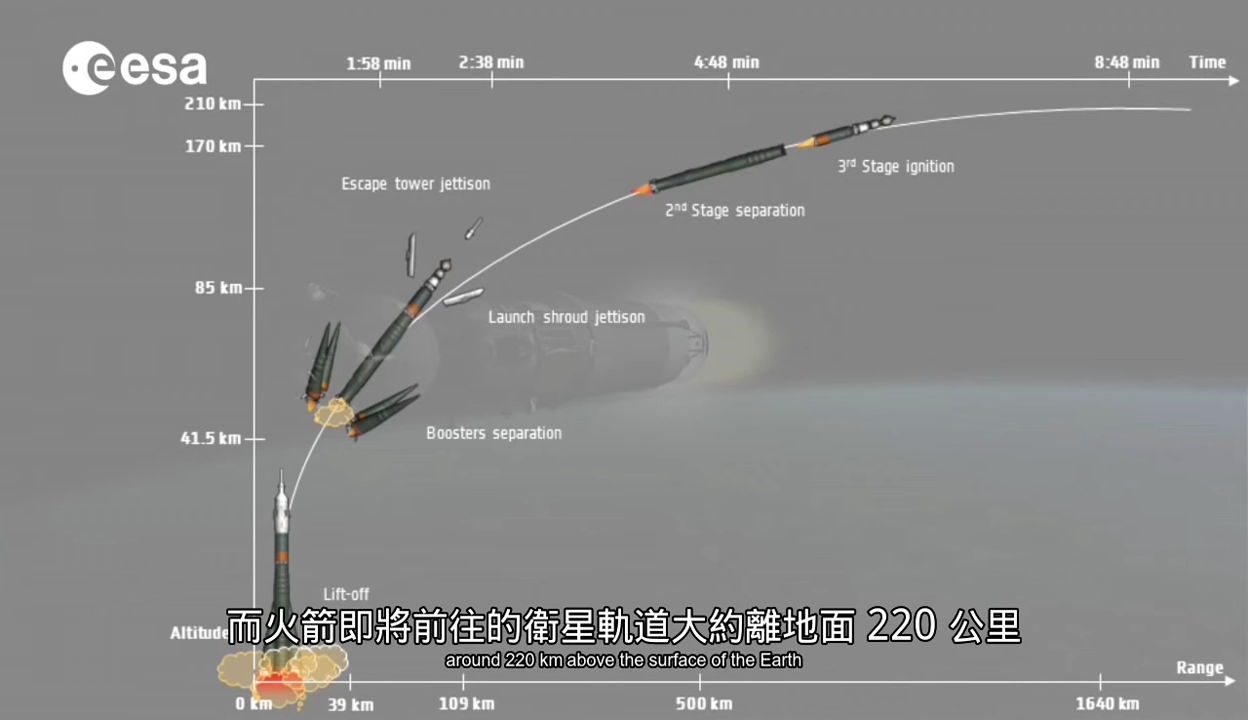 esa
1:58 min 2:38 min 4:48 min 8:48 min Time
210 km
170 km
3rd Stage ignition
Escape tower jettison
2nd Stage separation
85 km
Launch shroud jettison
Boosters separation
41.5 km
Lift-off
而火箭即將前往的衛星軌道大約離地面 220 公里
Altitude
around 220 km above the surface of the Earth
Range
0 km 39 km 109 km 500 km 1640 km